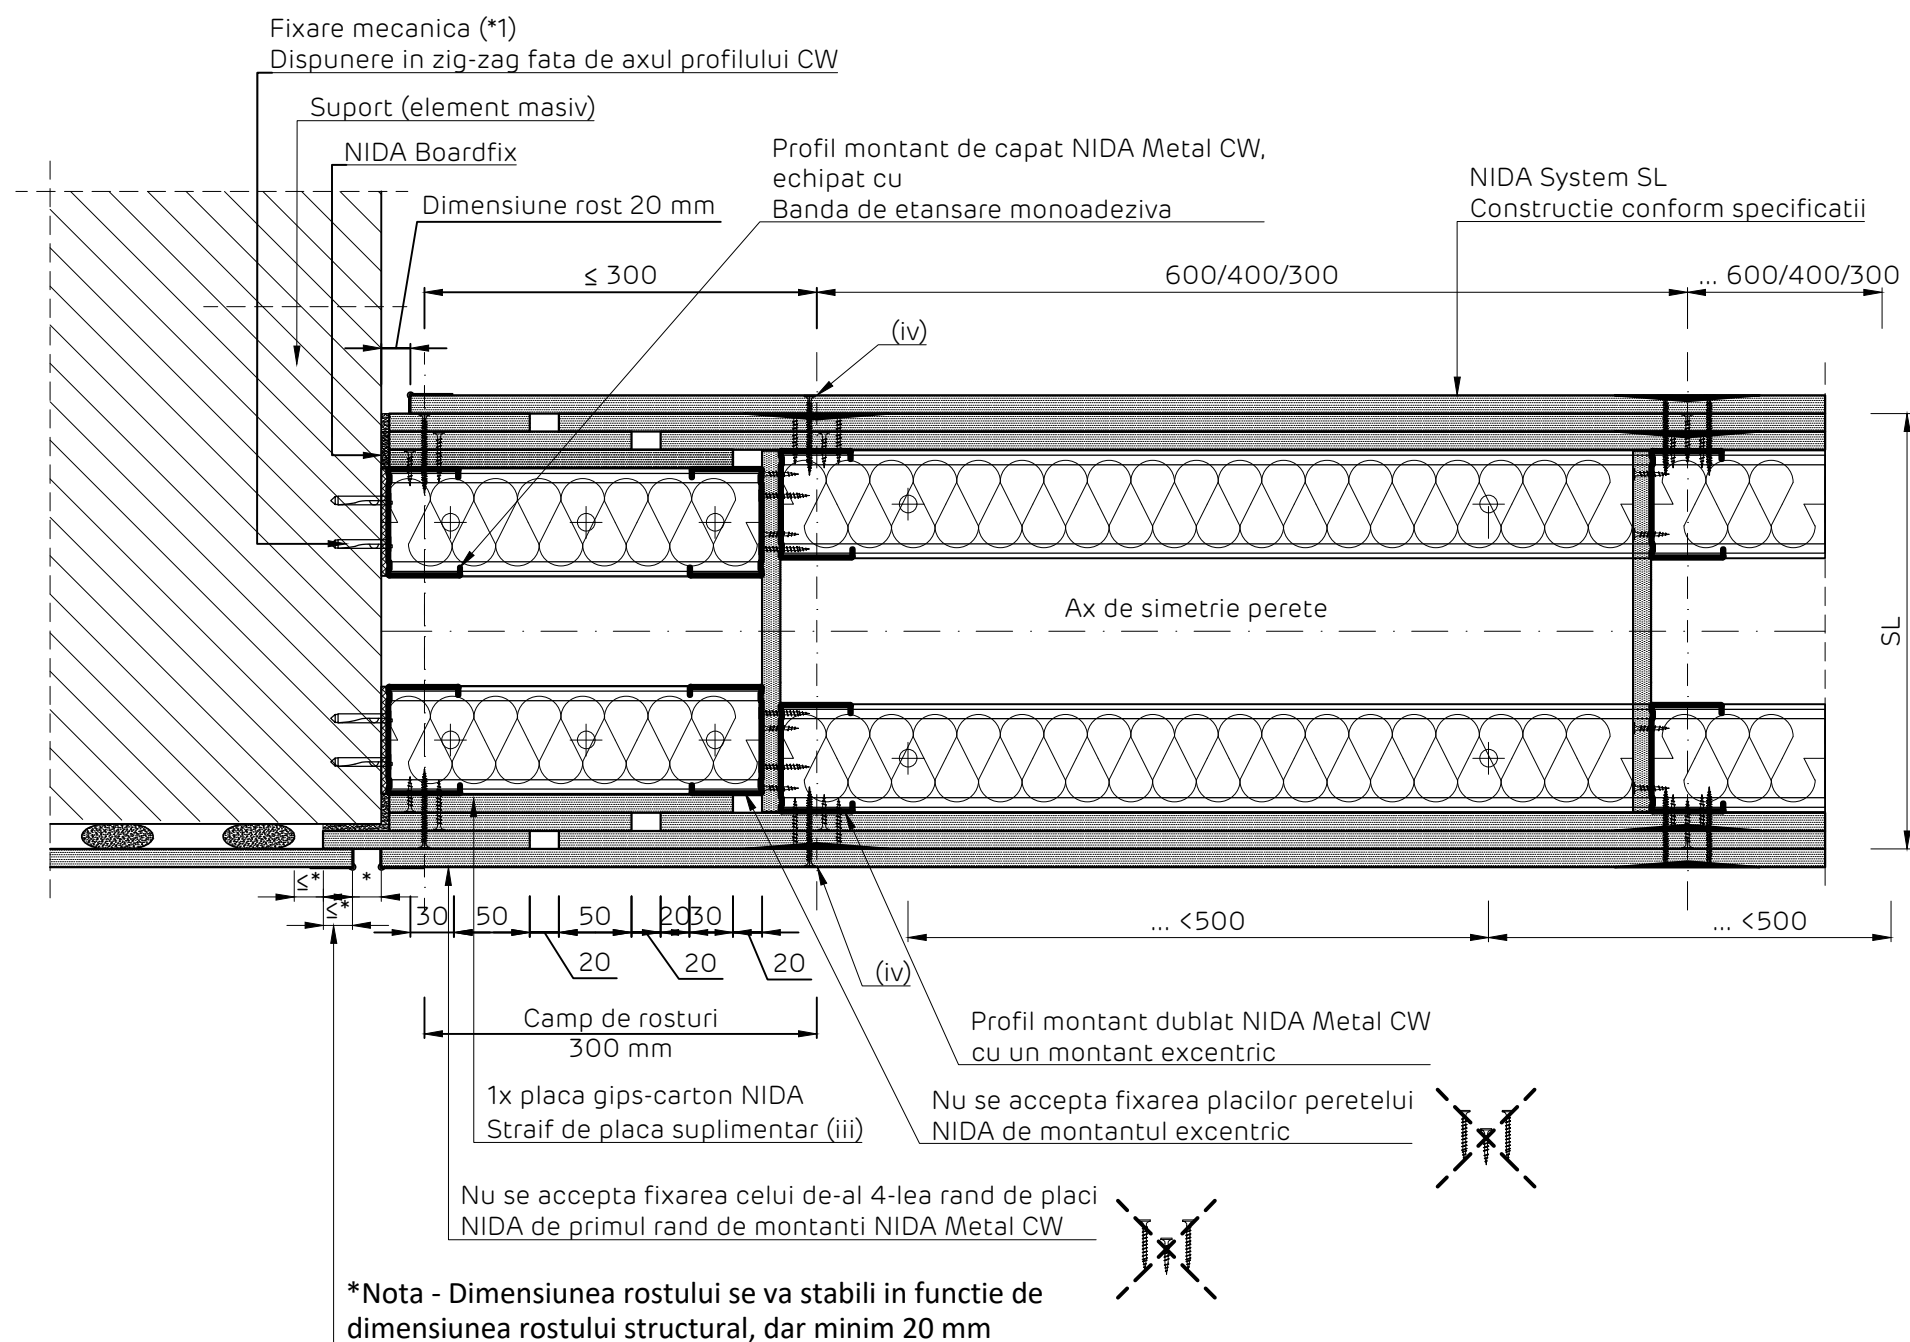 Fixare mecanica (*1)
Dispunere in zig-zag fata de axul profilului CW
Suport (element masiv)
NIDA Boardfix
Dimensiune rost 20 mm
Profil montant de capat NIDA Metal CW,
echipat cu
Banda de etansare monoadeziva
NIDA System SL
Constructie conform specificatii
≤ 300
600/400/300
... 600/400/300
(iv)
Ax de simetrie perete
SL
≤*
*
≤*
30
50
50
20
30
... <500
... <500
20
20
20
(iv)
Camp de rosturi
300 mm
Profil montant dublat NIDA Metal CW
cu un montant excentric
1x placa gips-carton NIDA
Straif de placa suplimentar (iii)
Nu se accepta fixarea placilor peretelui
NIDA de montantul excentric
Nu se accepta fixarea celui de-al 4-lea rand de placi
NIDA de primul rand de montanti NIDA Metal CW
*Nota - Dimensiunea rostului se va stabili in functie de
dimensiunea rostului structural, dar minim 20 mm